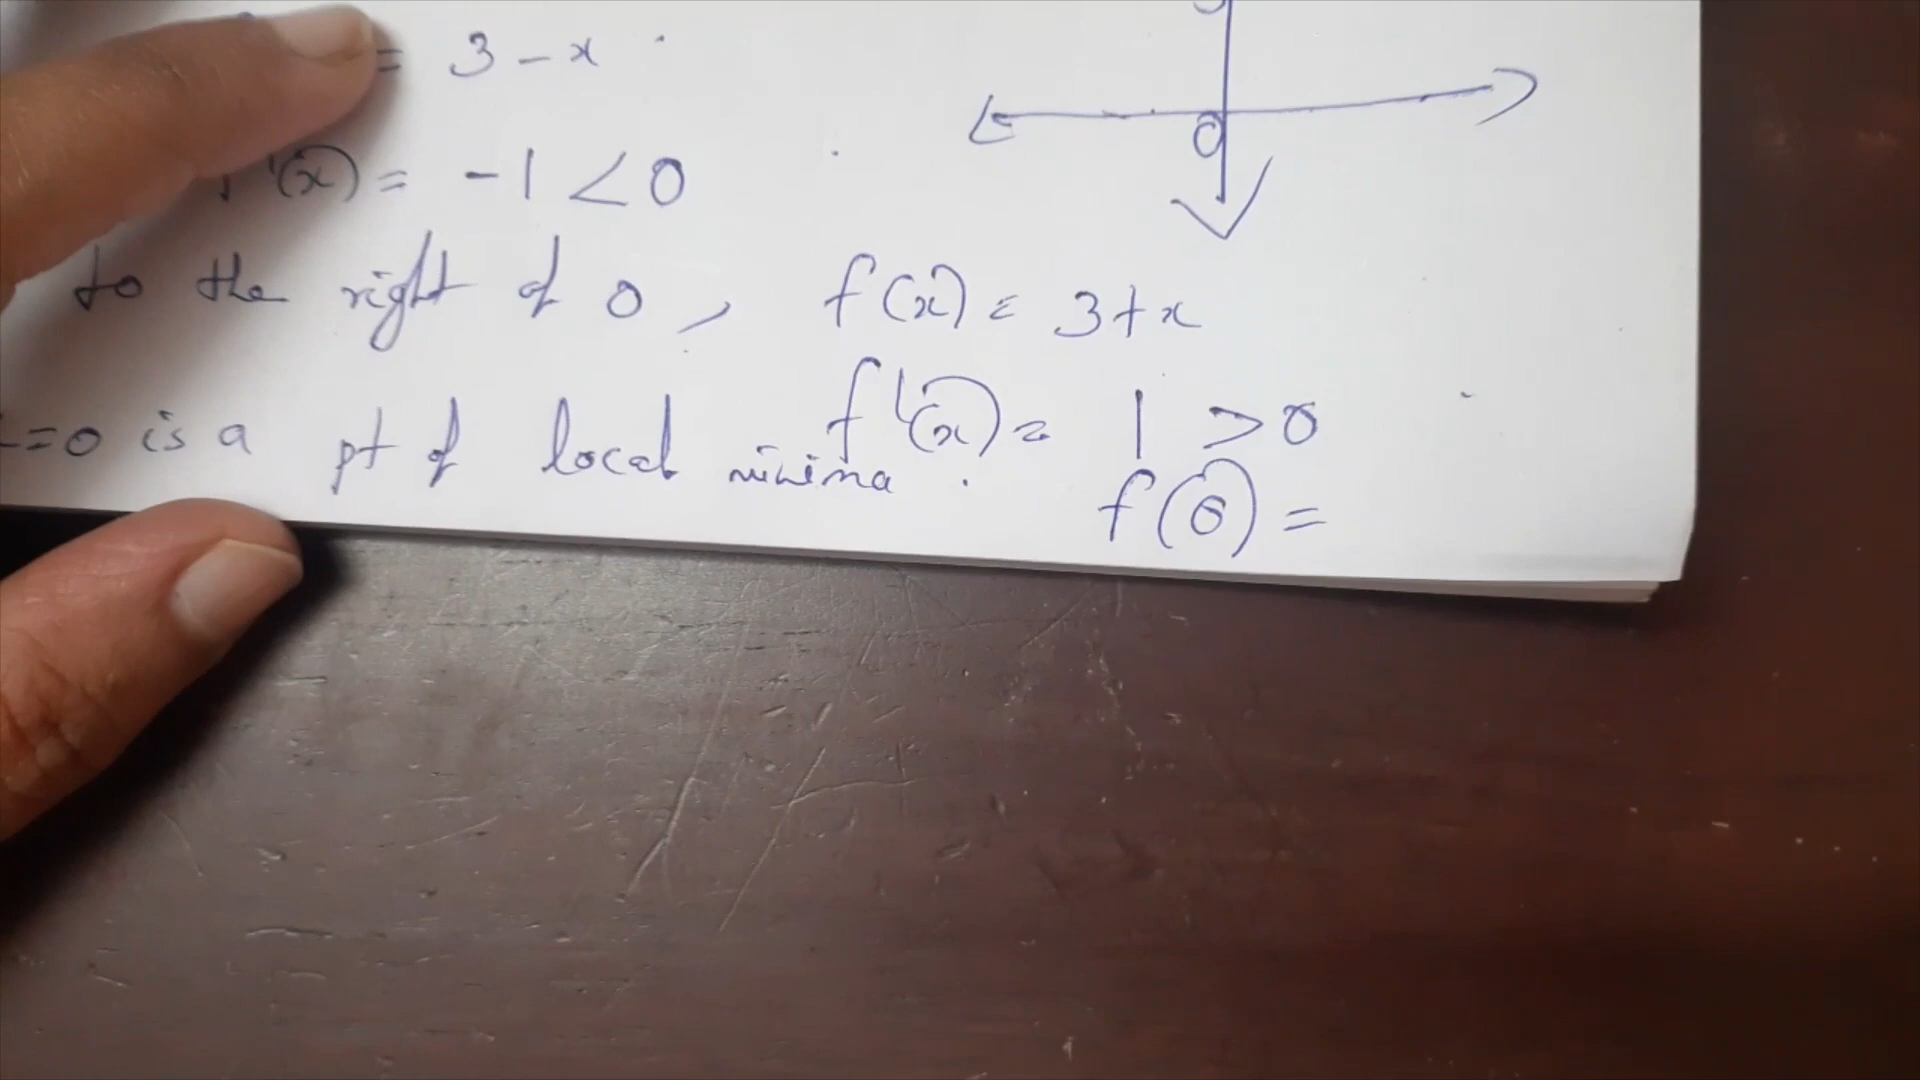 = 3 - x
0
f'(x) = -1 < 0
to the right of 0, f(x) = 3 + x
f'(x) = 1 > 0
=0 is a pt of local minima.
f(0) =